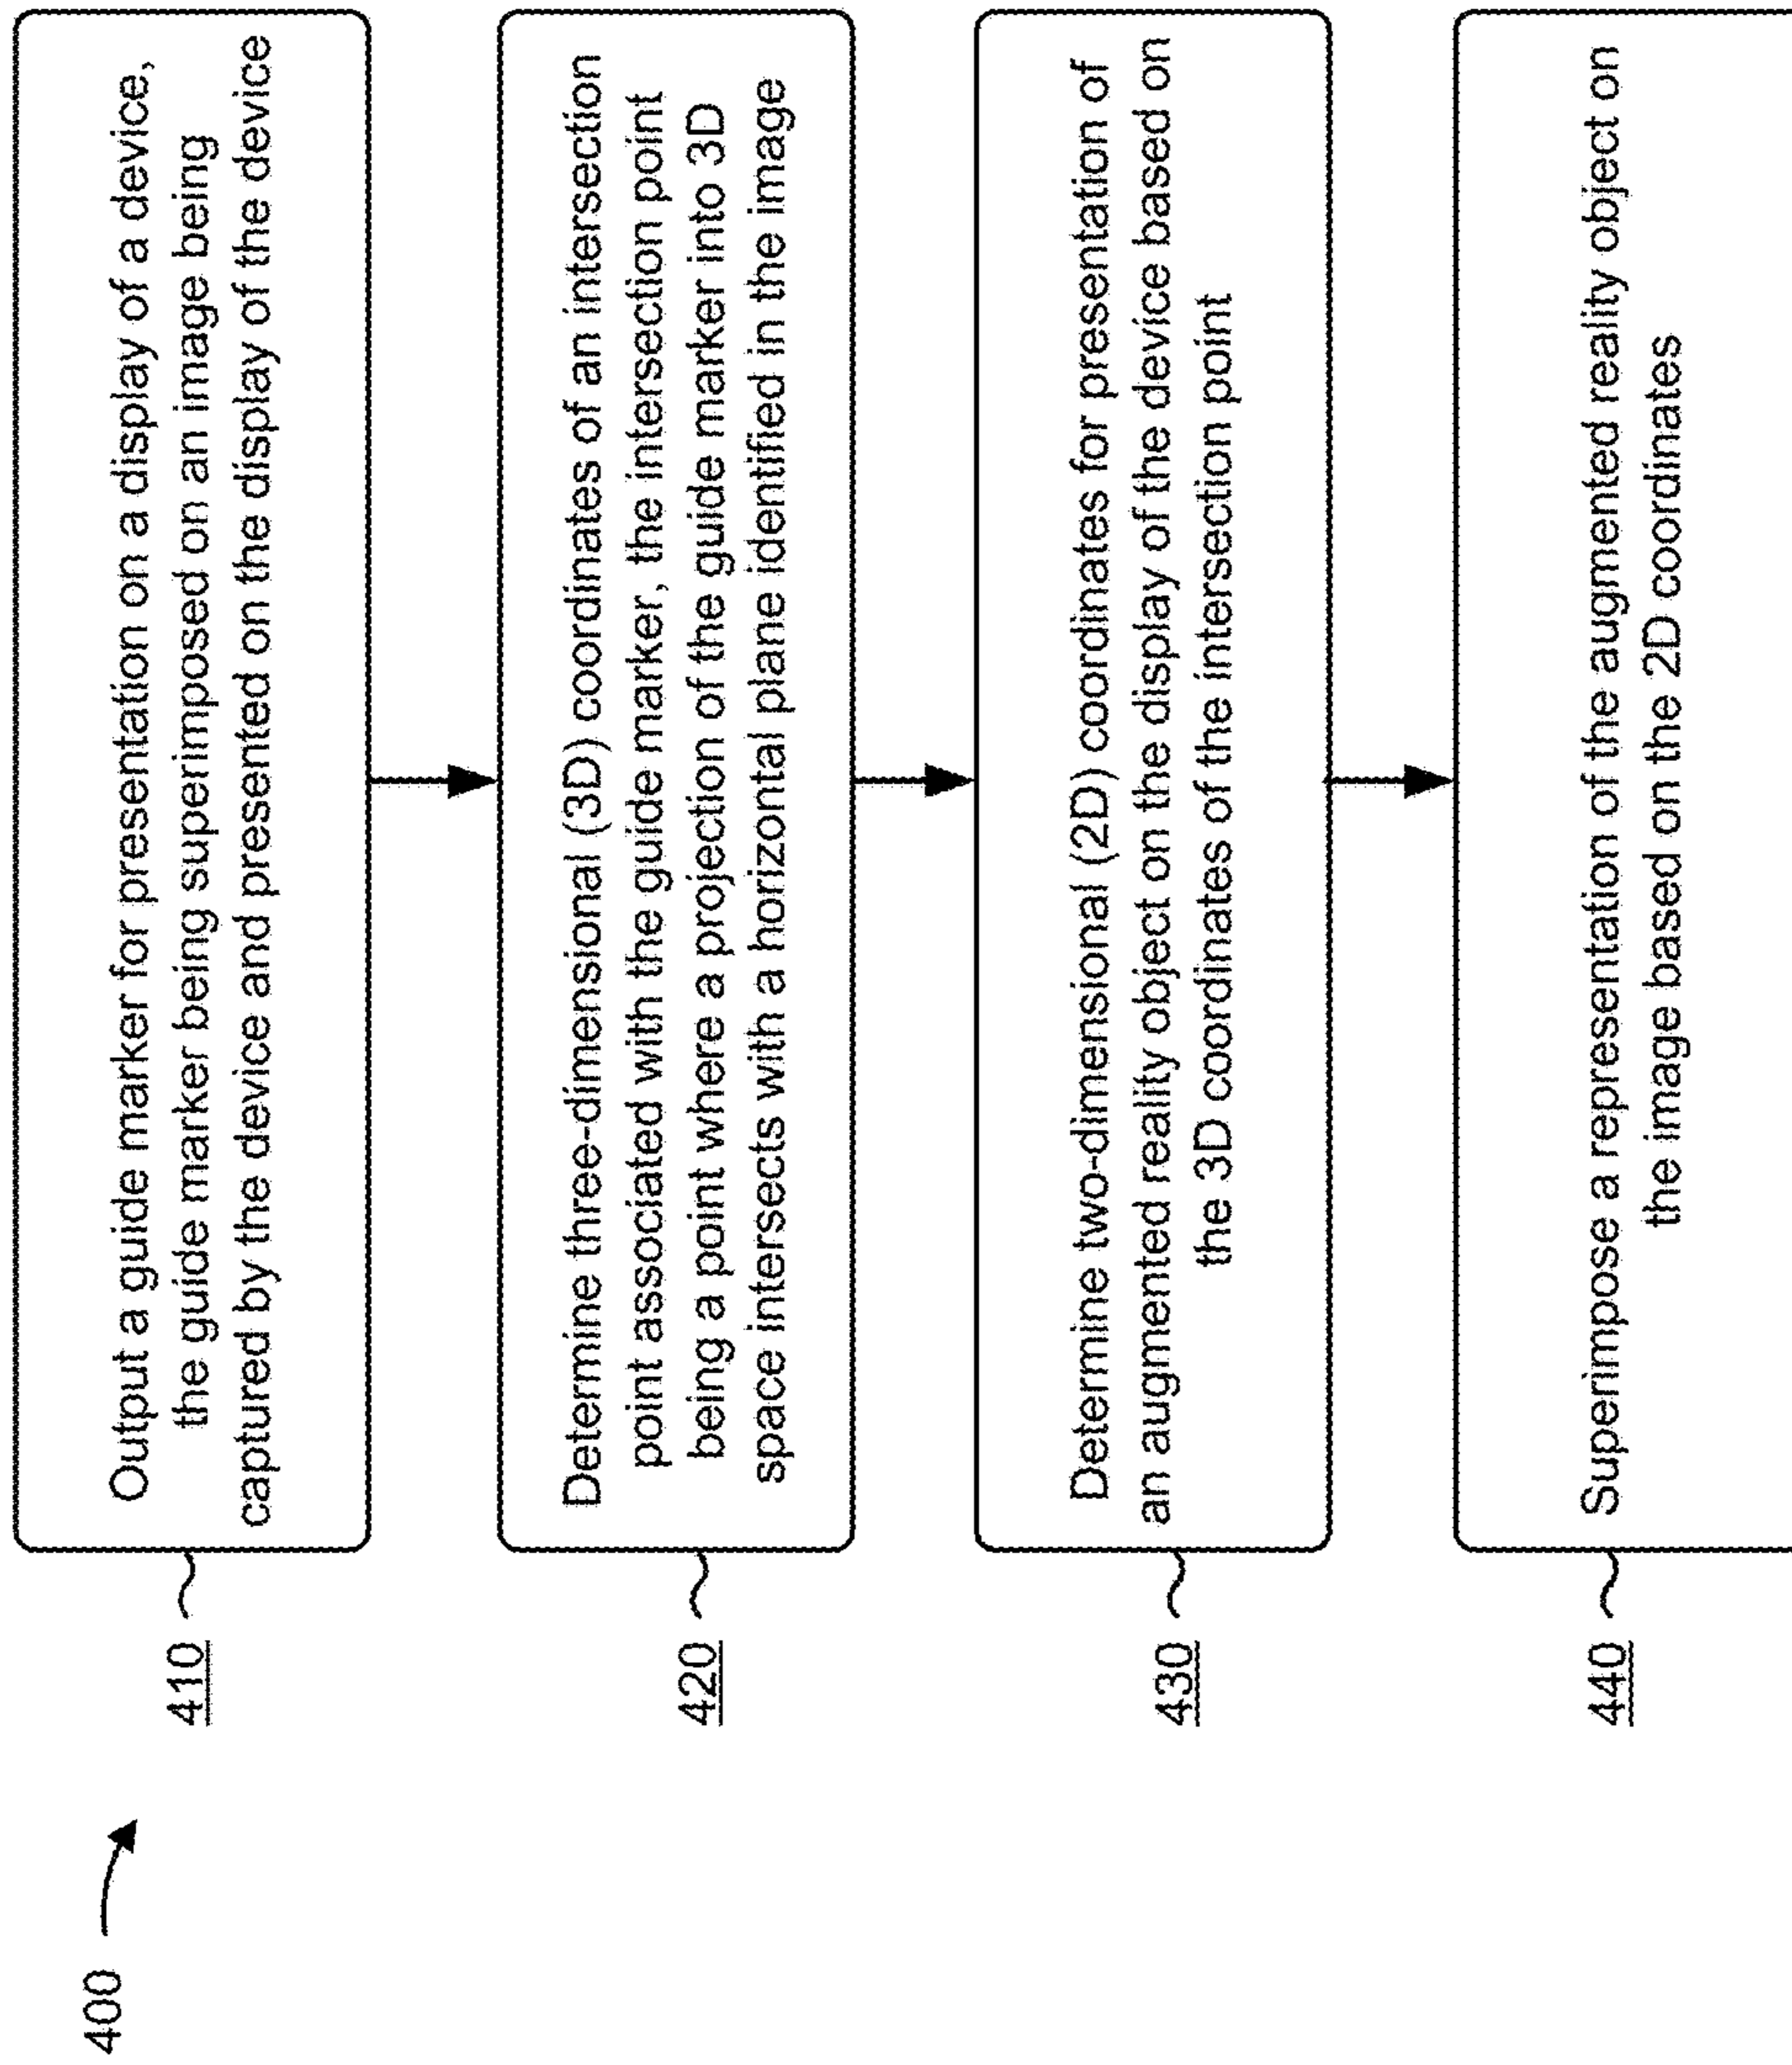 400
410
Output a guide marker for presentation on a display of a device,
the guide marker being superimposed on an image being
captured by the device and presented on the display of the device
420
Determine three-dimensional (3D) coordinates of an intersection
point associated with the guide marker, the intersection point
being a point where a projection of the guide marker into 3D
space intersects with a horizontal plane identified in the image
430
Determine two-dimensional (2D) coordinates for presentation of
an augmented reality object on the display of the device based on
the 3D coordinates of the intersection point
440
Superimpose a representation of the augmented reality object on
the image based on the 2D coordinates